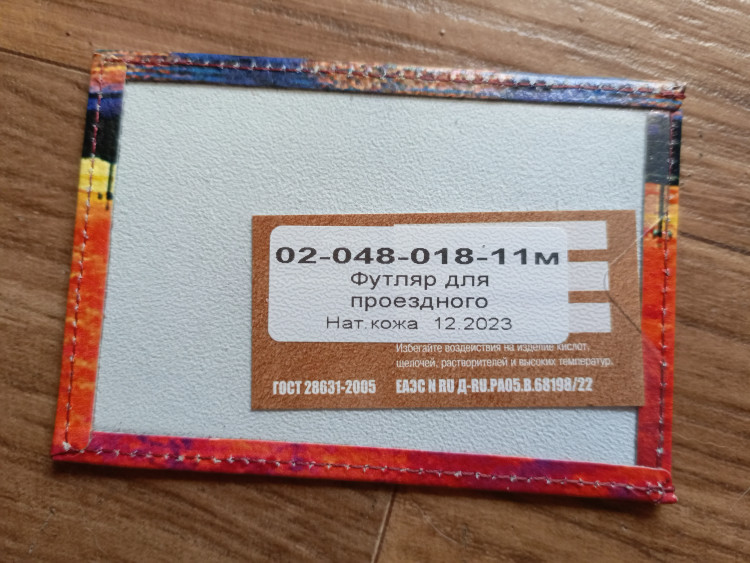 02-048-018-11м
Футляр для
проездного
Нат.кожа 12.2023
Избегайте воздействия на изделие кислот,
щелочей, растворителей и высоких температур.
ГОСТ 28631-2005 ЕАЭС N RU Д-RU.РА05.В.68198/22